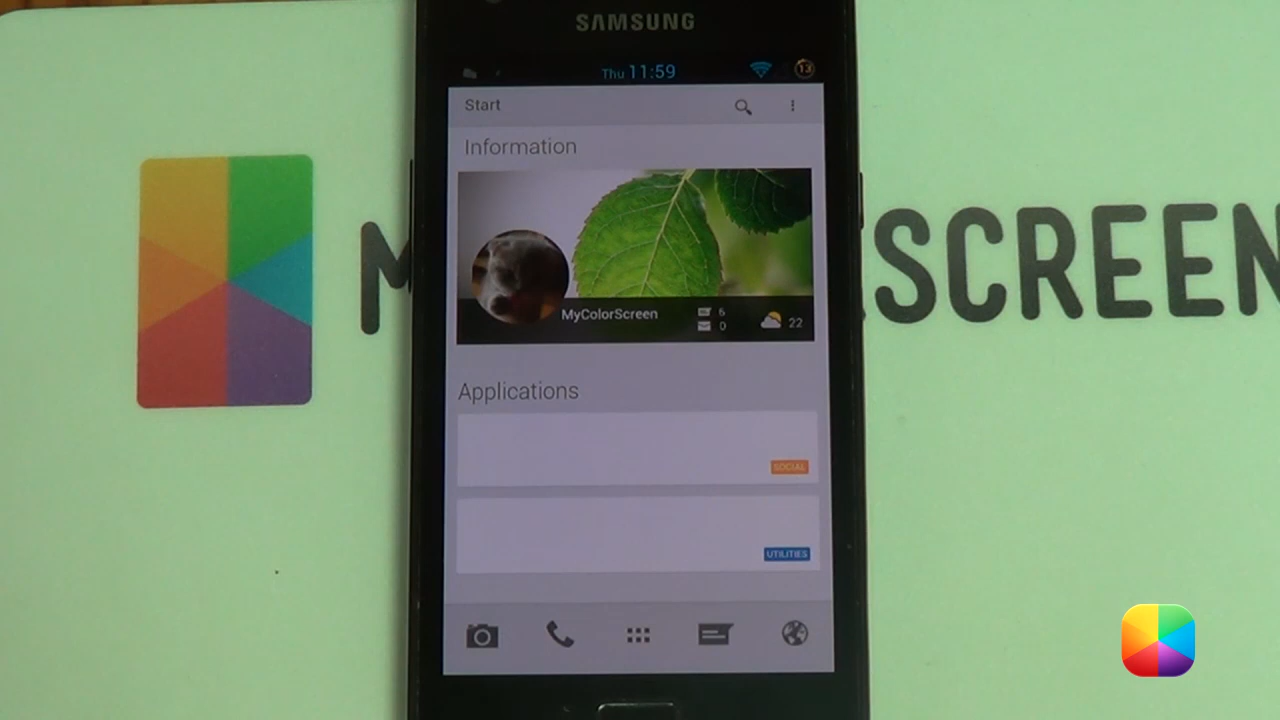 SAMSUNG
Thu 11:59
13
Start
Information
MyColorScreen
6
0
22
M
SCREEN
Applications
SOCIAL
UTILITIES